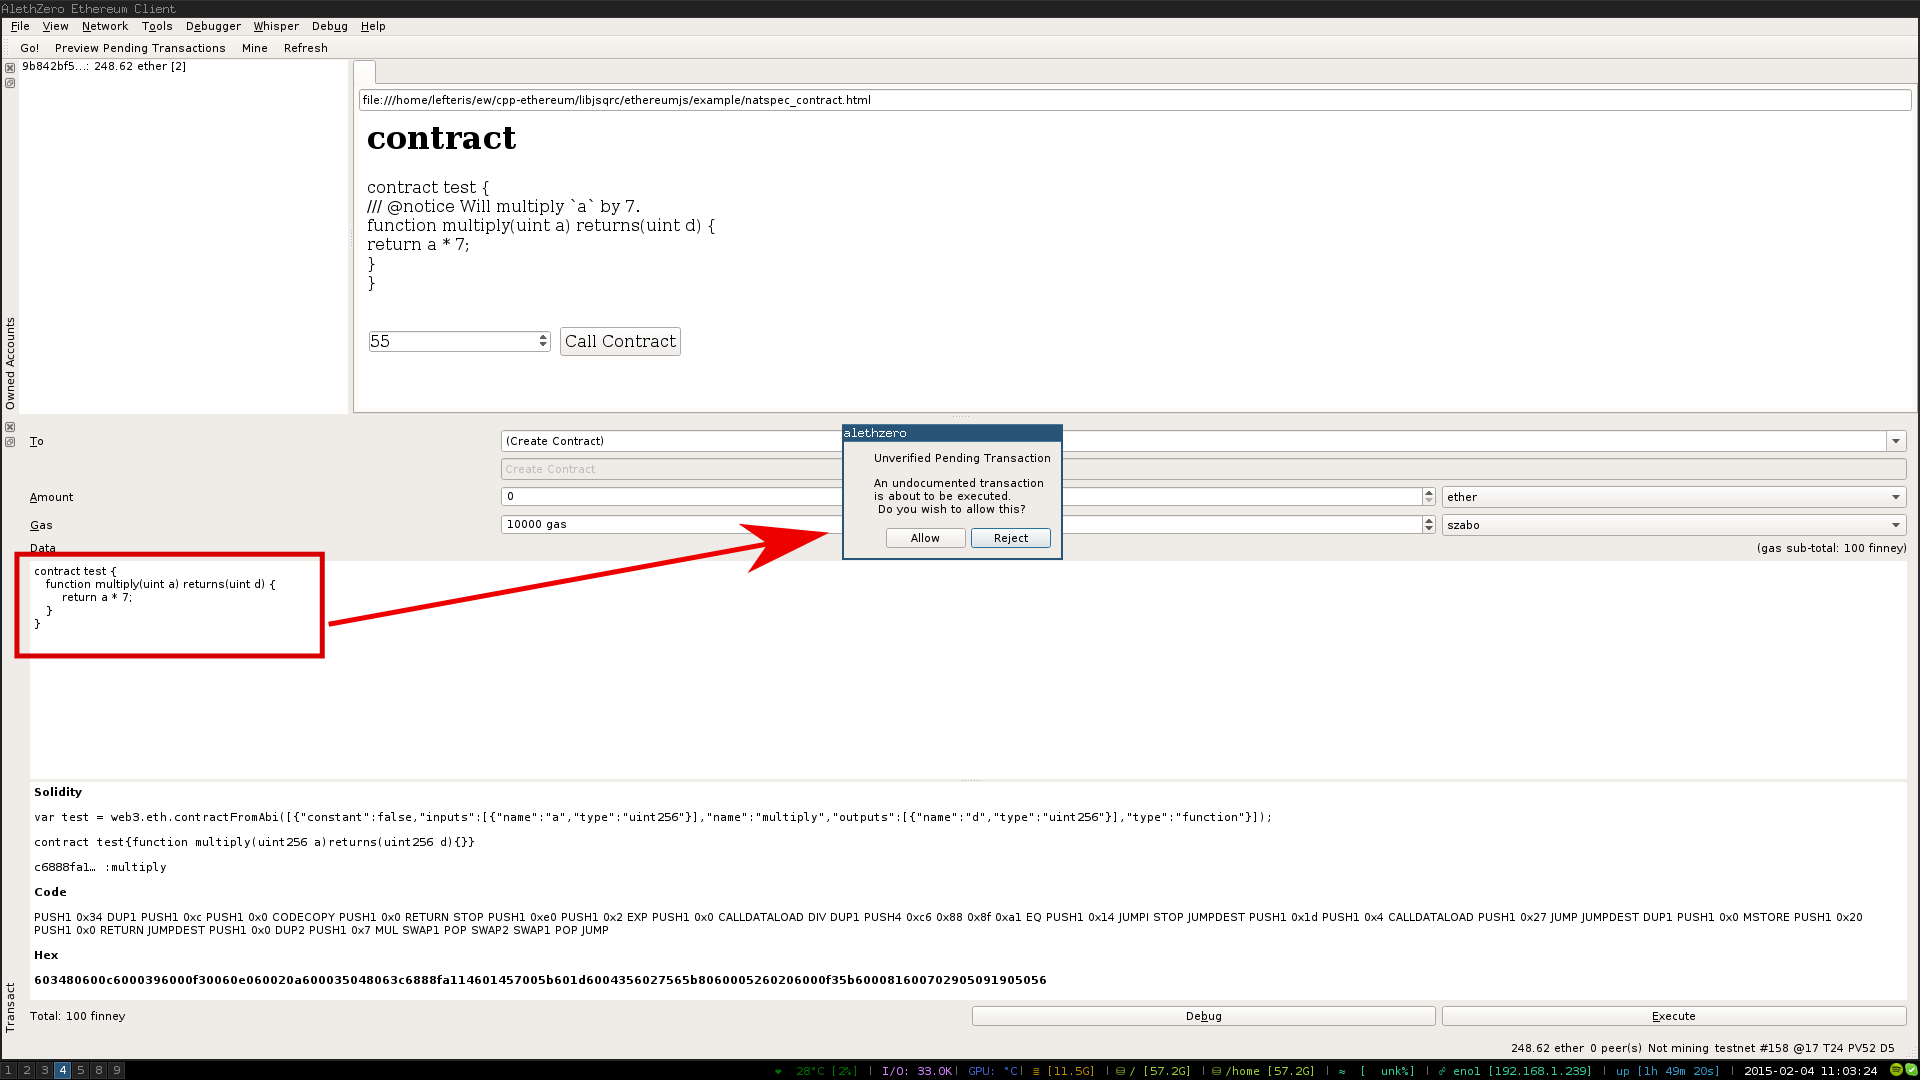 AlethZero Ethereum Client
File View Network Tools Debugger Whisper Debug Help
Go! Preview Pending Transactions Mine Refresh
9b842bf5...: 248.62 ether [2]
Owned Accounts
file:///home/lefteris/ew/cpp-ethereum/libjsqrc/ethereumjs/example/natspec_contract.html
contract
contract test {
/// @notice Will multiply `a` by 7.
function multiply(uint a) returns(uint d) {
return a * 7;
}
}
55 Call Contract
To (Create Contract)
Create Contract
Amount 0 ether
Gas 10000 gas szabo
Data (gas sub-total: 100 finney)
alethzero
Unverified Pending Transaction
An undocumented transaction
is about to be executed.
Do you wish to allow this?
Allow Reject
contract test {
function multiply(uint a) returns(uint d) {
return a * 7;
}
}
Solidity
var test = web3.eth.contractFromAbi([{"constant":false,"inputs":[{"name":"a","type":"uint256"}],"name":"multiply","outputs":[{"name":"d","type":"uint256"}],"type":"function"}]);
contract test{function multiply(uint256 a)returns(uint256 d){}}
c6888fa1… :multiply
Code
PUSH1 0x34 DUP1 PUSH1 0xc PUSH1 0x0 CODECOPY PUSH1 0x0 RETURN STOP PUSH1 0xe0 PUSH1 0x2 EXP PUSH1 0x0 CALLDATALOAD DIV DUP1 PUSH4 0xc6 0x88 0x8f 0xa1 EQ PUSH1 0x14 JUMPI STOP JUMPDEST PUSH1 0x1d PUSH1 0x4 CALLDATALOAD PUSH1 0x27 JUMP JUMPDEST DUP1 PUSH1 0x0 MSTORE PUSH1 0x20
PUSH1 0x0 RETURN JUMPDEST PUSH1 0x0 DUP2 PUSH1 0x7 MUL SWAP1 POP SWAP2 SWAP1 POP JUMP
Hex
603480600c6000396000f30060e060020a600035048063c6888fa114601457005b601d6004356027565b8060005260206000f35b600081600702905091905056
Transact
Total: 100 finney Debug Execute
248.62 ether 0 peer(s) Not mining testnet #158 @17 T24 PV52 D5
1 2 3 4 5 8 9 28°C [2%] | I/O: 33.0K| GPU: °C| [11.5G] | / [57.2G] | /home [57.2G] | ≈ [ unk%] | eno1 [192.168.1.239] | up [1h 49m 20s] | 2015-02-04 11:03:24